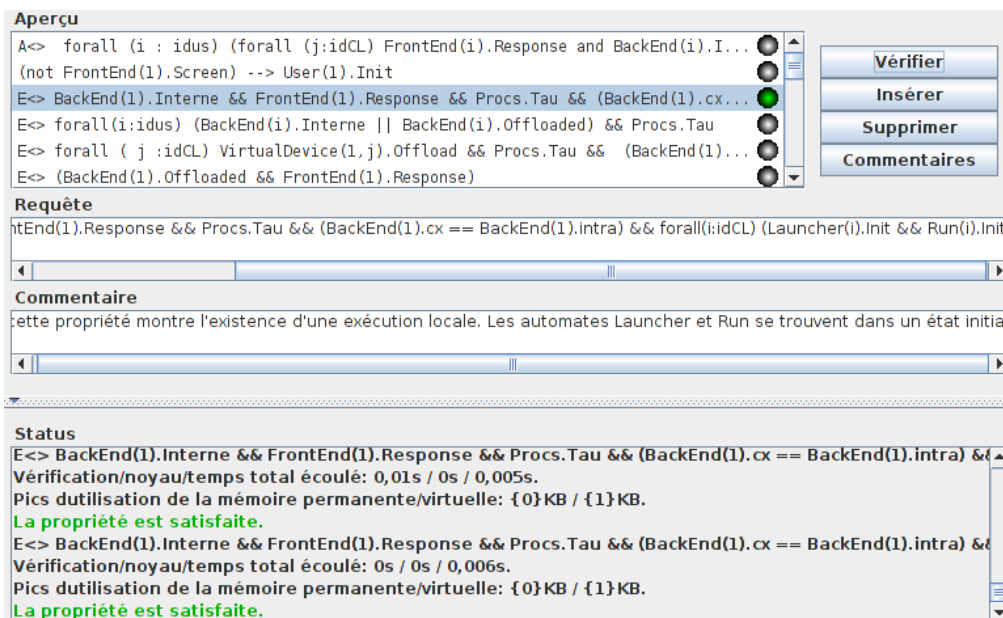 Aperçu
A<> forall (i : idus) (forall (j:idCL) FrontEnd(i).Response and BackEnd(i).I...
(not FrontEnd(1).Screen) --> User(1).Init
E<> BackEnd(1).Interne && FrontEnd(1).Response && Procs.Tau && (BackEnd(1).cx...
E<> forall(i:idus) (BackEnd(i).Interne || BackEnd(i).Offloaded) && Procs.Tau
E<> forall ( j :idCL) VirtualDevice(1,j).Offload && Procs.Tau && (BackEnd(1)...
E<> (BackEnd(1).Offloaded && FrontEnd(1).Response)
Vérifier
Insérer
Supprimer
Commentaires
Requête
ntEnd(1).Response && Procs.Tau && (BackEnd(1).cx == BackEnd(1).intra) && forall(i:idCL) (Launcher(i).Init && Run(i).Init
Commentaire
cette propriété montre l'existence d'une exécution locale. Les automates Launcher et Run se trouvent dans un état initia
Status
E<> BackEnd(1).Interne && FrontEnd(1).Response && Procs.Tau && (BackEnd(1).cx == BackEnd(1).intra) &&
Vérification/noyau/temps total écoulé: 0,01s / 0s / 0,005s.
Pics dutilisation de la mémoire permanente/virtuelle: {0}KB / {1}KB.
La propriété est satisfaite.
E<> BackEnd(1).Interne && FrontEnd(1).Response && Procs.Tau && (BackEnd(1).cx == BackEnd(1).intra) &&
Vérification/noyau/temps total écoulé: 0s / 0s / 0,006s.
Pics dutilisation de la mémoire permanente/virtuelle: {0}KB / {1}KB.
La propriété est satisfaite.